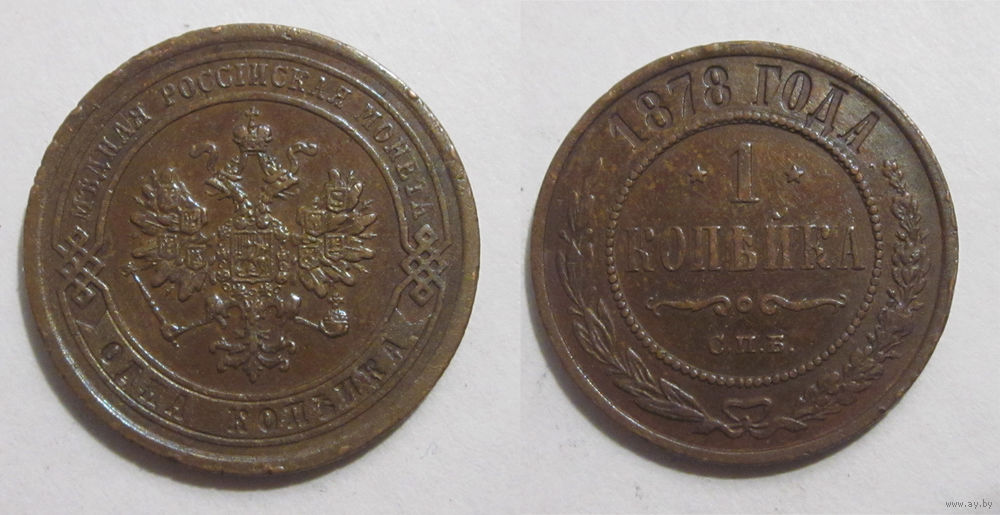 МѢДНАЯ РОССІЙСКАЯ МОНЕТА
ОДНА КОПѢЙКА.
1878 ГОДА
1
КОПѢЙКА
С.П.Б.
www.ay.by